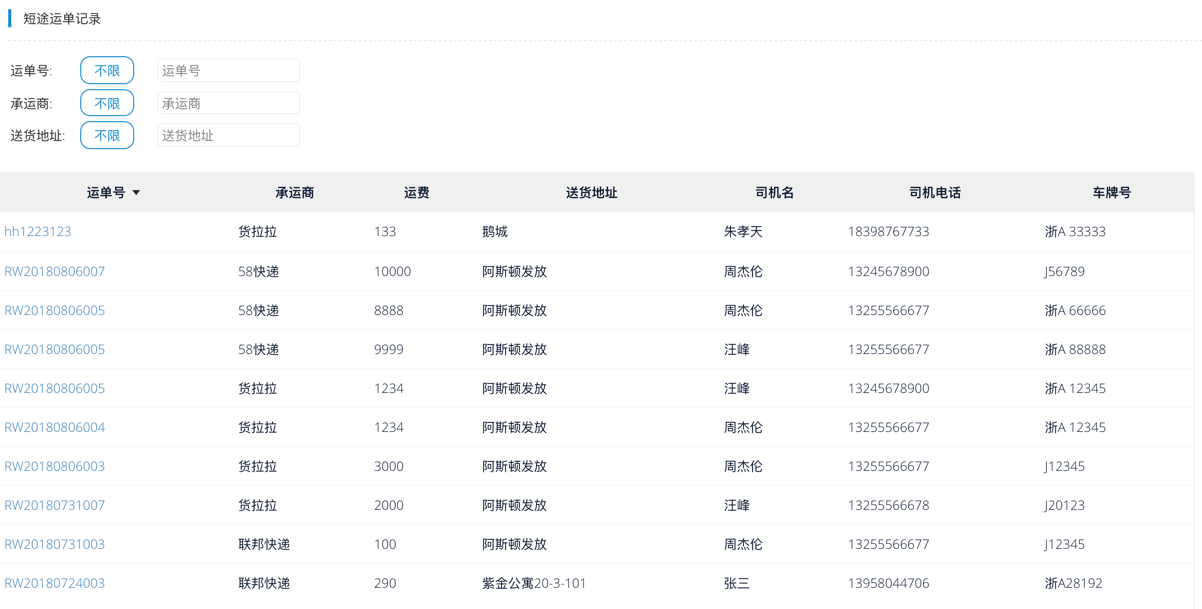 短途运单记录
运单号: 不限 运单号
承运商: 不限 承运商
送货地址: 不限 送货地址
运单号 承运商 运费 送货地址 司机名 司机电话 车牌号
hh1223123 货拉拉 133 鹅城 朱孝天 18398767733 浙A 33333
RW20180806007 58快递 10000 阿斯顿发放 周杰伦 13245678900 J56789
RW20180806005 58快递 8888 阿斯顿发放 周杰伦 13255566677 浙A 66666
RW20180806005 58快递 9999 阿斯顿发放 汪峰 13255566677 浙A 88888
RW20180806005 货拉拉 1234 阿斯顿发放 汪峰 13245678900 浙A 12345
RW20180806004 货拉拉 1234 阿斯顿发放 周杰伦 13255566677 浙A 12345
RW20180806003 货拉拉 3000 阿斯顿发放 周杰伦 13255566677 J12345
RW20180731007 货拉拉 2000 阿斯顿发放 汪峰 13255566678 J20123
RW20180731003 联邦快递 100 阿斯顿发放 周杰伦 13255566677 J12345
RW20180724003 联邦快递 290 紫金公寓20-3-101 张三 13958044706 浙A28192